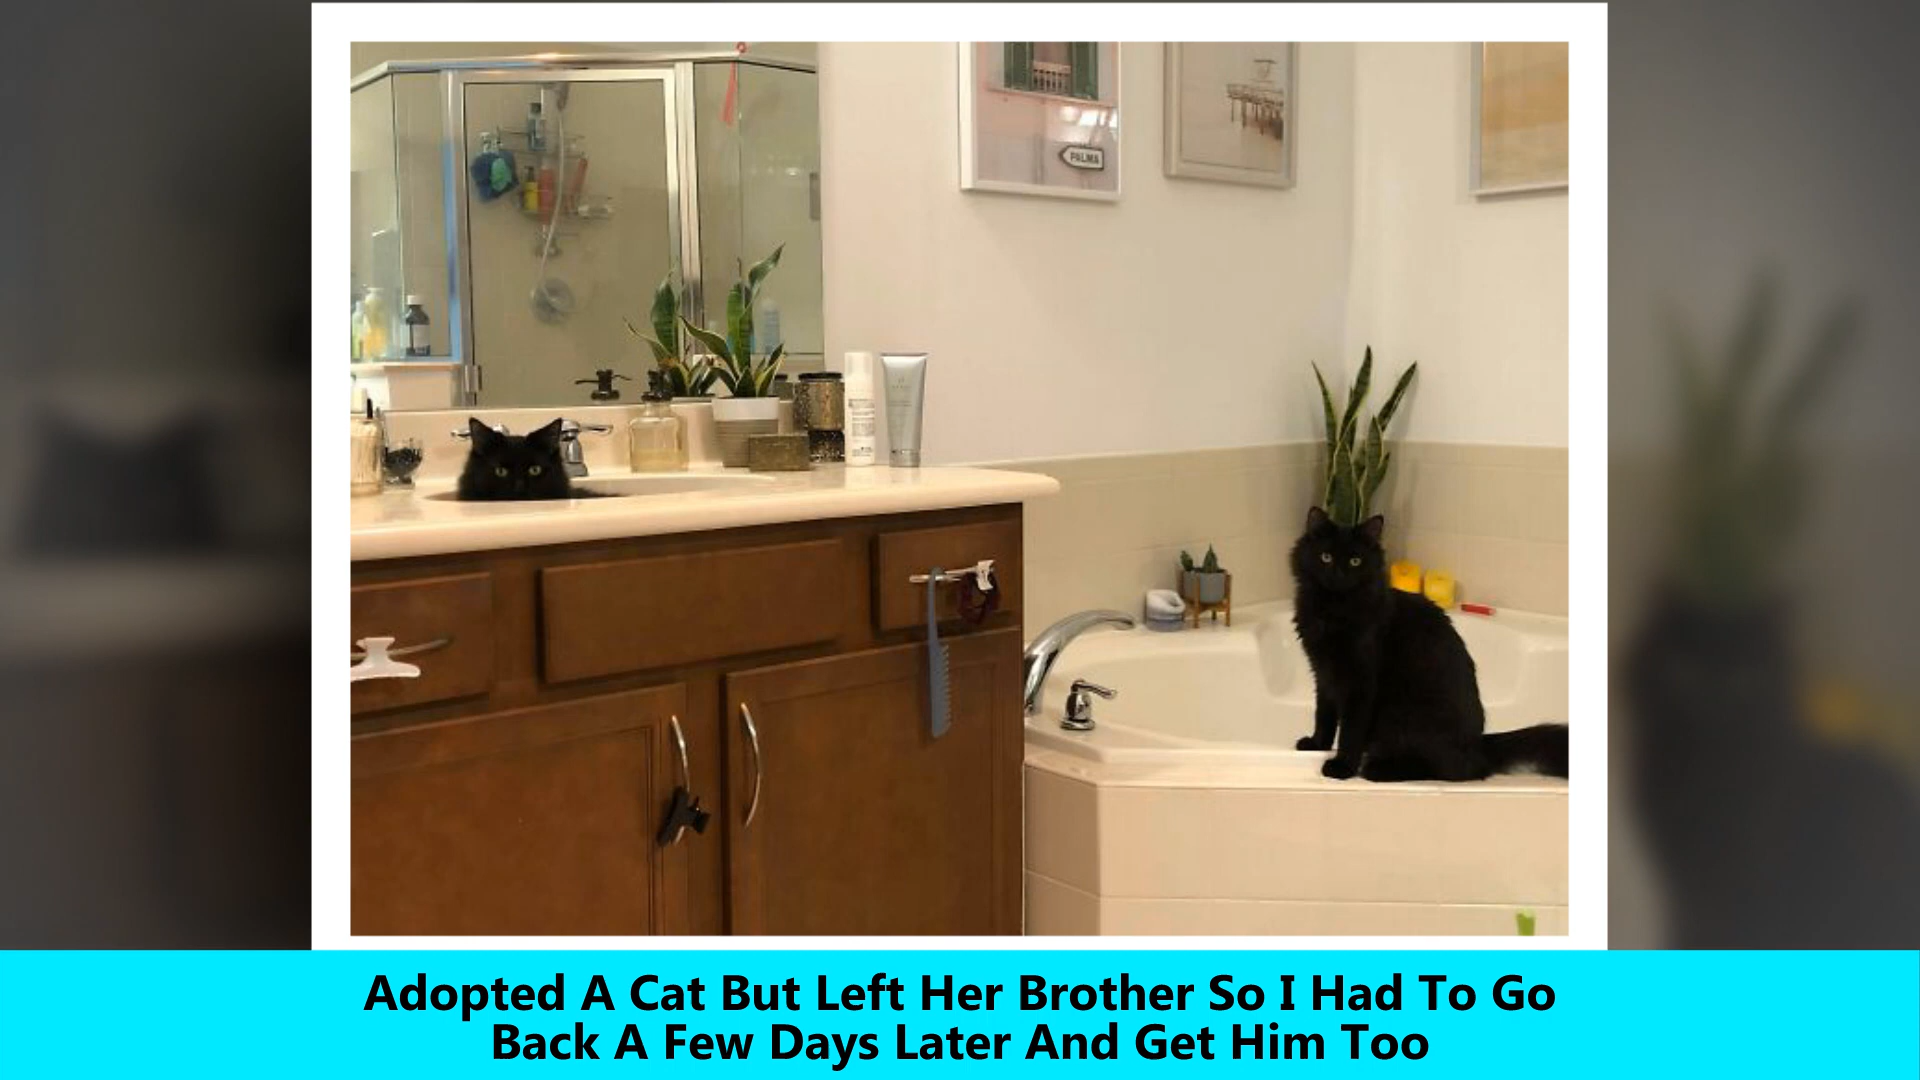 PALMA
Adopted A Cat But Left Her Brother So I Had To Go
Back A Few Days Later And Get Him Too